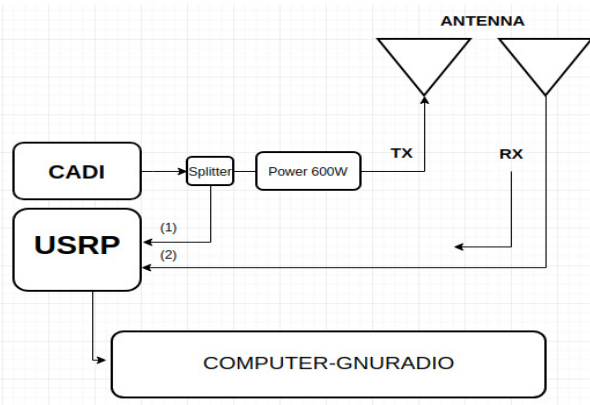 ANTENNA
TX
RX
CADI
Splitter
Power 600W
USRP
(1)
(2)
COMPUTER-GNURADIO